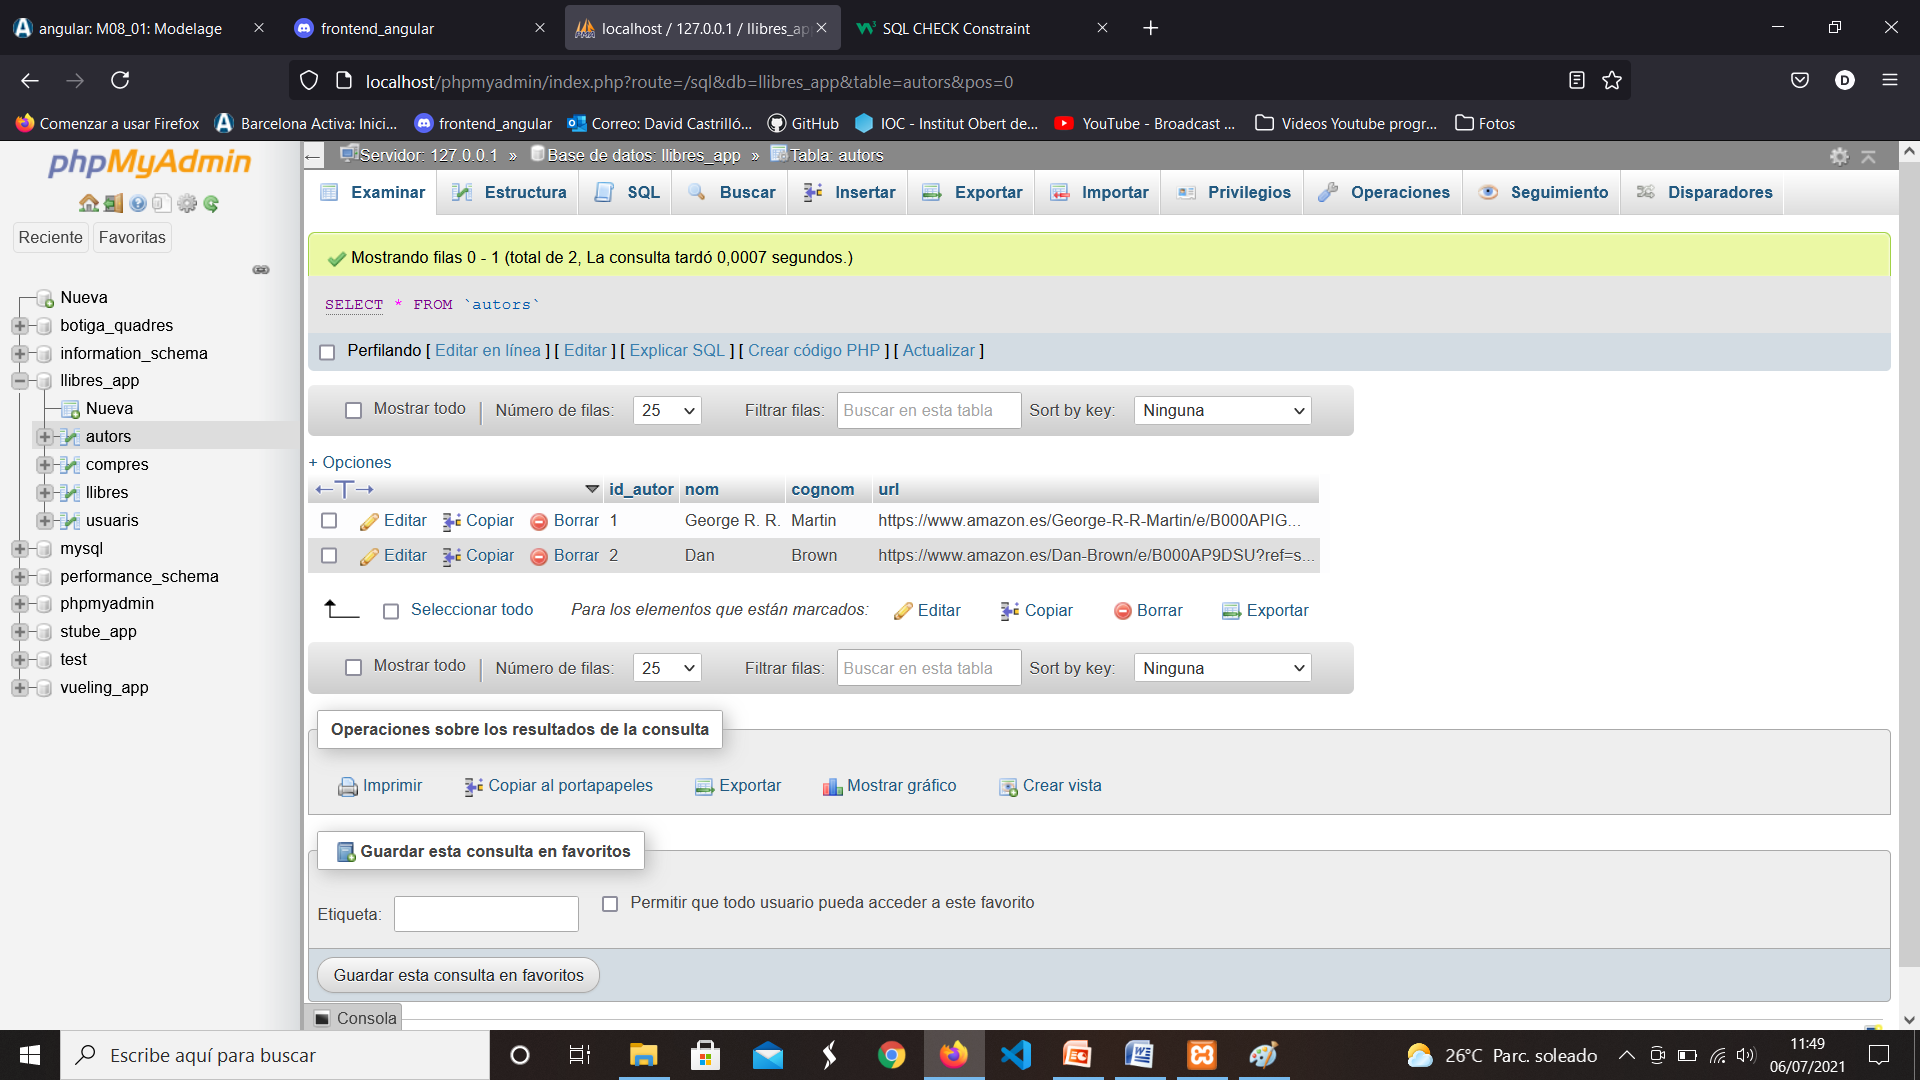 angular: M08_01: Modelage
frontend_angular
localhost / 127.0.0.1 / llibres_ap
SQL CHECK Constraint
localhost/phpmyadmin/index.php?route=/sql&db=llibres_app&table=autors&pos=0
D
Comenzar a usar Firefox
Barcelona Activa: Inici...
frontend_angular
Correo: David Castrilló...
GitHub
IOC - Institut Obert de...
YouTube - Broadcast ...
Videos Youtube progr...
Fotos
phpMyAdmin
Reciente
Favoritas
Nueva
botiga_quadres
information_schema
llibres_app
Nueva
autors
compres
llibres
usuaris
mysql
performance_schema
phpmyadmin
stube_app
test
vueling_app
Servidor: 127.0.0.1 » Base de datos: llibres_app » Tabla: autors
Examinar
Estructura
SQL
Buscar
Insertar
Exportar
Importar
Privilegios
Operaciones
Seguimiento
Disparadores
Mostrando filas 0 - 1 (total de 2, La consulta tardó 0,0007 segundos.)
SELECT * FROM `autors`
Perfilando [ Editar en línea ] [ Editar ] [ Explicar SQL ] [ Crear código PHP ] [ Actualizar ]
Mostrar todo | Número de filas: 25 Filtrar filas: Buscar en esta tabla Sort by key: Ninguna
+ Opciones
←T→ id_autor nom cognom url
Editar Copiar Borrar 1 George R. R. Martin https://www.amazon.es/George-R-R-Martin/e/B000APIG...
Editar Copiar Borrar 2 Dan Brown https://www.amazon.es/Dan-Brown/e/B000AP9DSU?ref=s...
Seleccionar todo Para los elementos que están marcados: Editar Copiar Borrar Exportar
Mostrar todo | Número de filas: 25 Filtrar filas: Buscar en esta tabla Sort by key: Ninguna
Operaciones sobre los resultados de la consulta
Imprimir Copiar al portapapeles Exportar Mostrar gráfico Crear vista
Guardar esta consulta en favoritos
Etiqueta: Permitir que todo usuario pueda acceder a este favorito
Guardar esta consulta en favoritos
Consola
Escribe aquí para buscar
26°C Parc. soleado
11:49
06/07/2021